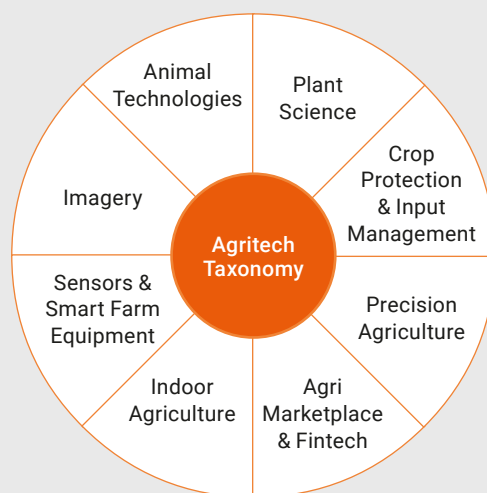 Animal
Technologies
Plant
Science
Crop
Protection
& Input
Management
Imagery
Agritech
Taxonomy
Sensors &
Smart Farm
Equipment
Precision
Agriculture
Indoor
Agriculture
Agri
Marketplace
& Fintech